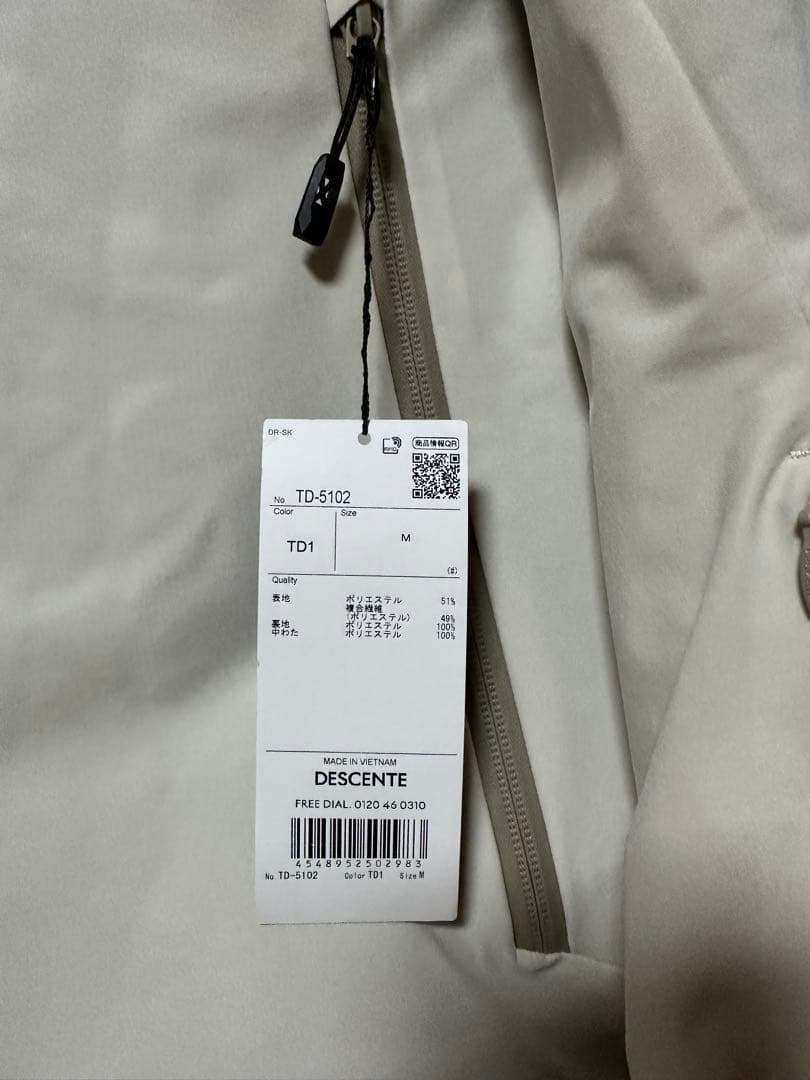 DR-SK
RFID
商品情報QR
No. TD-5102
Color Size
TD1 M
(#)
Quality
表地 ポリエステル 51%
複合繊維
(ポリエステル) 49%
裏地 ポリエステル 100%
中わた ポリエステル 100%
MADE IN VIETNAM
DESCENTE
FREE DIAL. 0120 46 0310
4548952502983
No. TD-5102 Color TD1 Size M